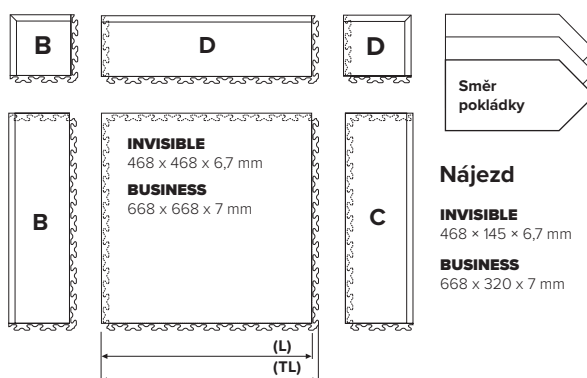 B
D
D
Směr
pokládky
INVISIBLE
468 x 468 x 6,7 mm
BUSINESS
668 x 668 x 7 mm
B
C
Nájezd
INVISIBLE
468 × 145 × 6,7 mm
BUSINESS
668 x 320 x 7 mm
(L)
(TL)